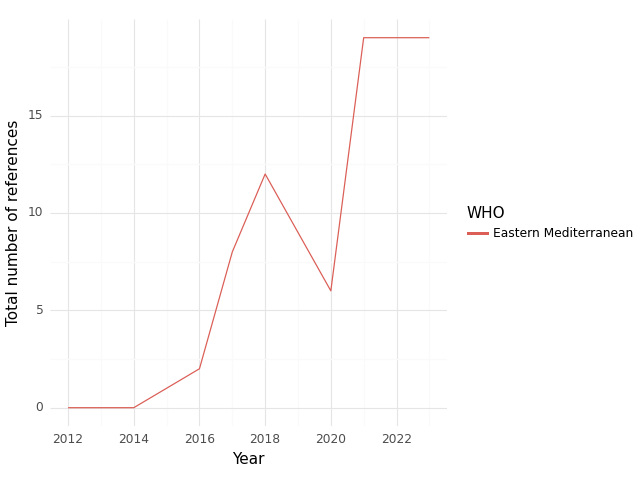 Total number of references
15
10
5
0
2012 2014 2016 2018 2020 2022
Year
WHO
Eastern Mediterranean